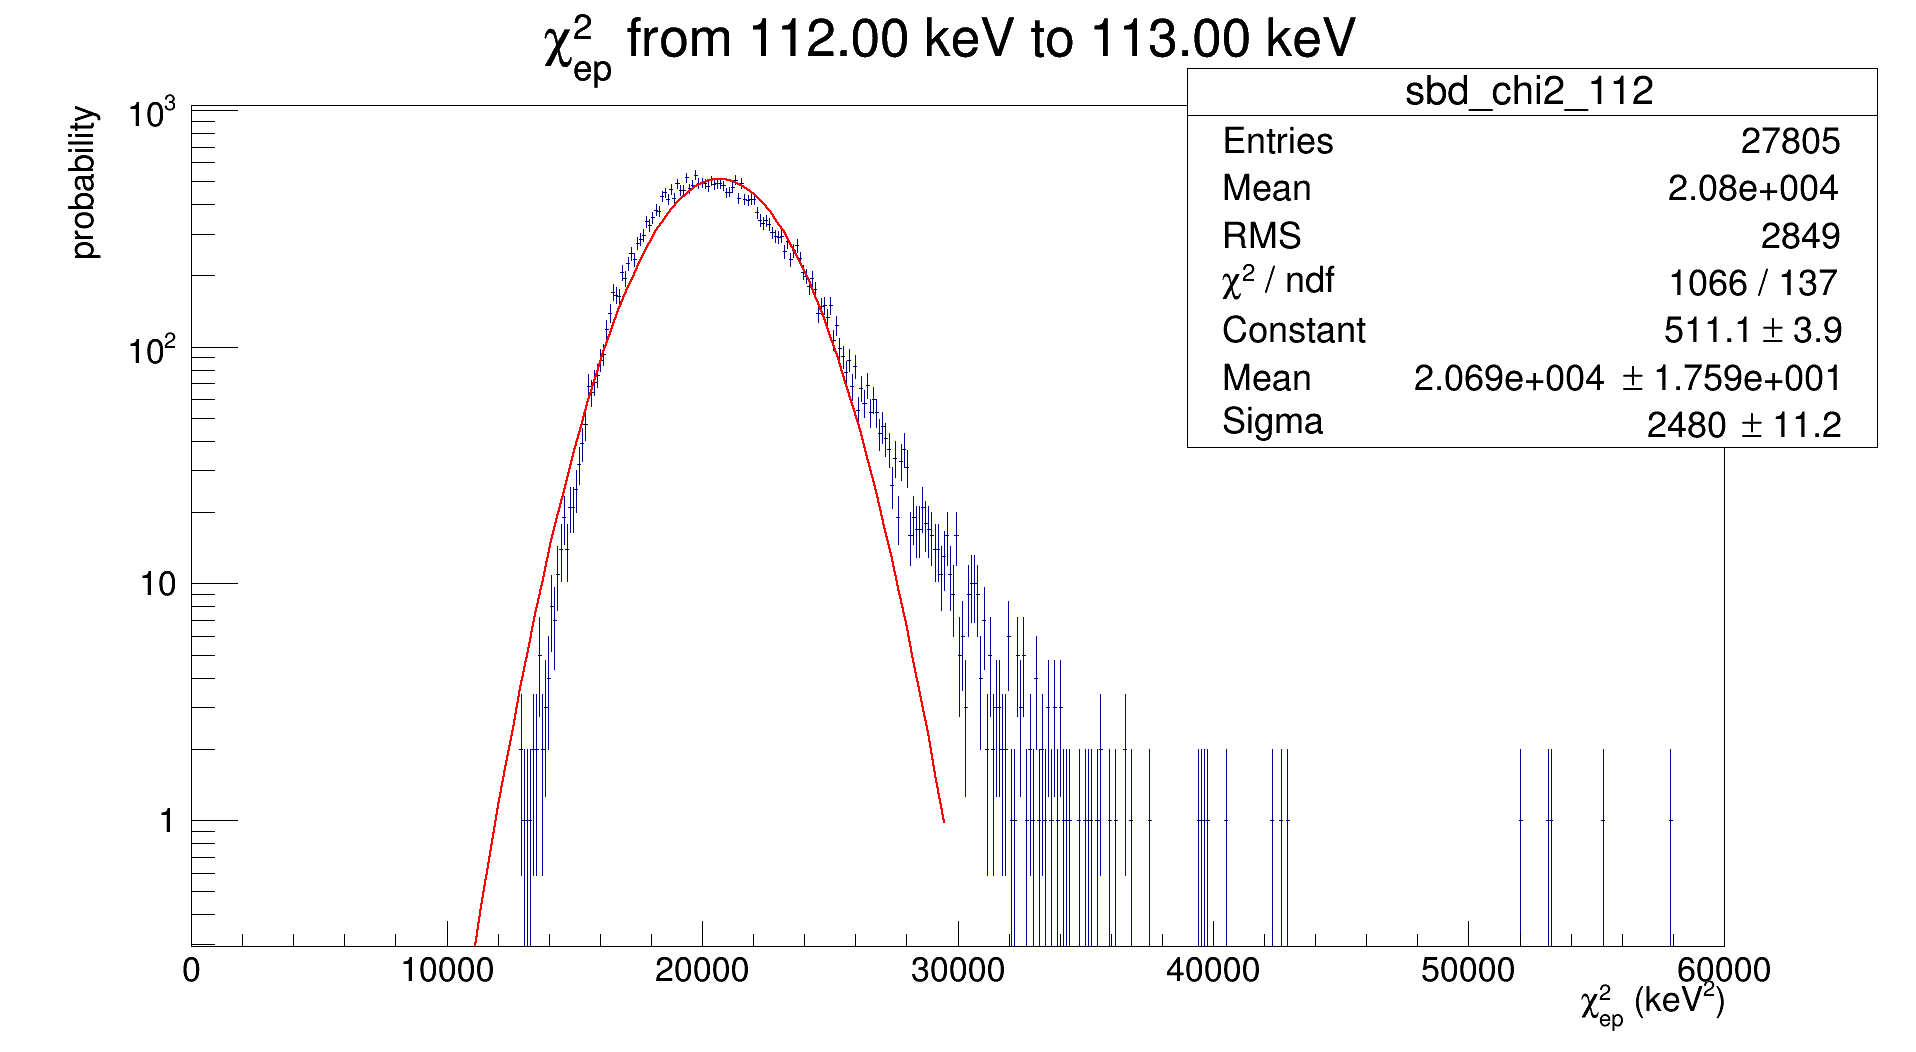 χ²ep from 112.00 keV to 113.00 keV
probability
sbd_chi2_112
Entries 27805
Mean 2.08e+004
RMS 2849
χ² / ndf 1066 / 137
Constant 511.1 ± 3.9
Mean 2.069e+004 ± 1.759e+001
Sigma 2480 ± 11.2
10³
10²
10
1
0 10000 20000 30000 40000 50000 60000
χ²ep (keV²)